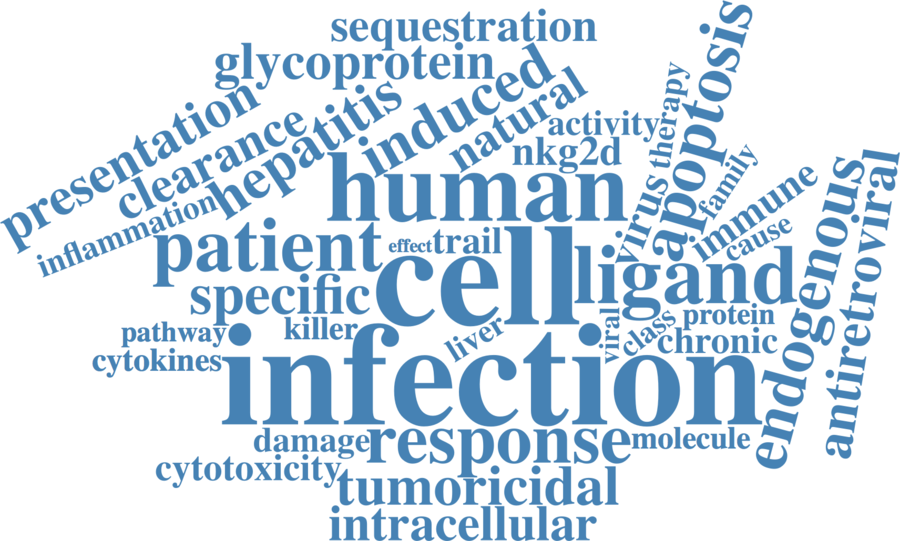 sequestration
glycoprotein
presentation
clearance
hepatitis
induced
natural
activity
nkg2d
virus
therapy
apoptosis
family
immune
cause
endogenous
antiretroviral
inflammation
human
patient
effect
trail
cell
ligand
specific
pathway
killer
liver
viral
class
protein
chronic
cytokines
infection
damage
response
molecule
cytotoxicity
tumoricidal
intracellular